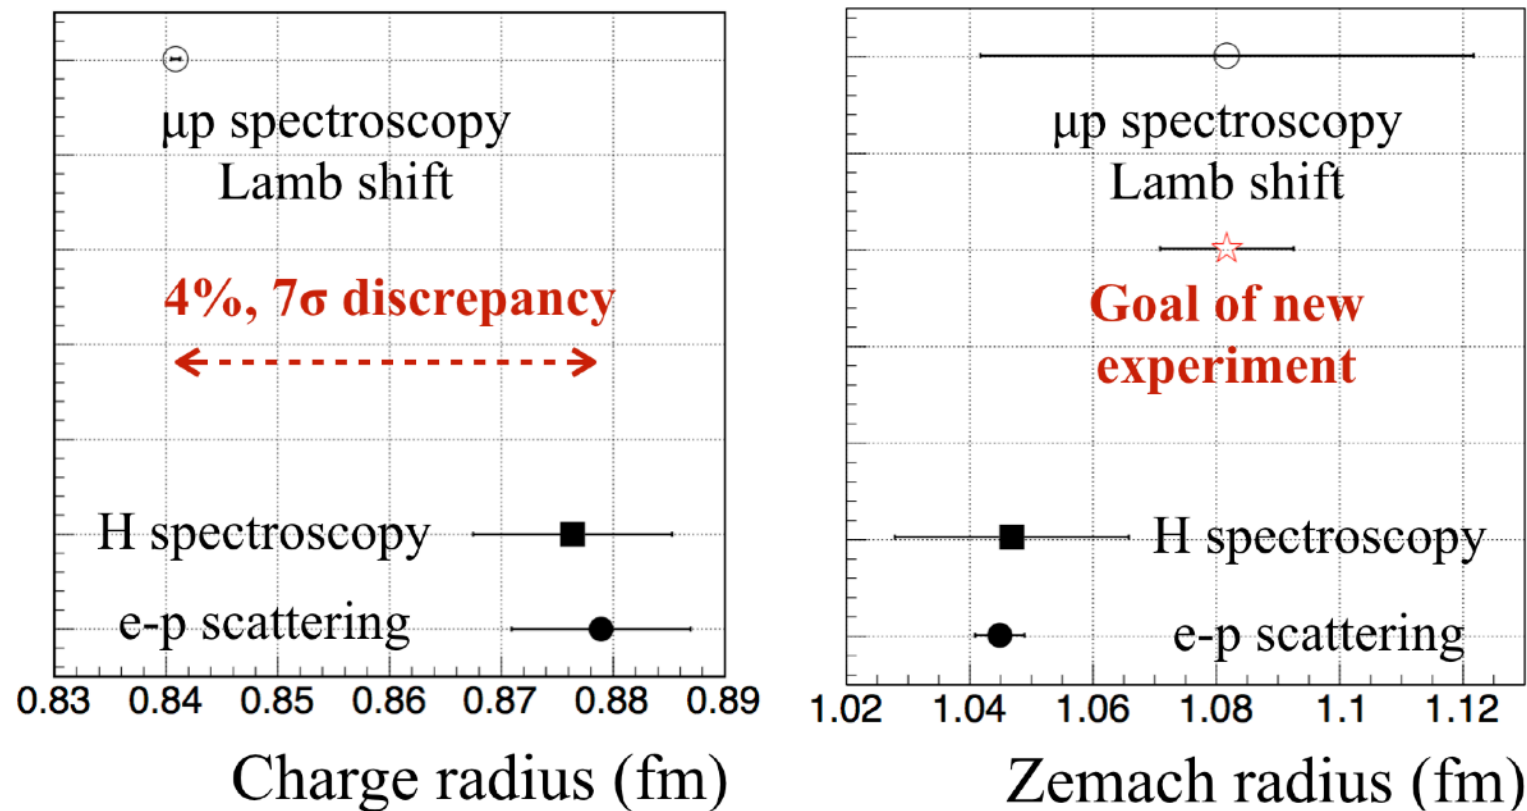 μp spectroscopy
Lamb shift
4%, 7σ discrepancy
H spectroscopy
e-p scattering
0.83 0.84 0.85 0.86 0.87 0.88 0.89
Charge radius (fm)
μp spectroscopy
Lamb shift
Goal of new
experiment
H spectroscopy
e-p scattering
1.02 1.04 1.06 1.08 1.1 1.12
Zemach radius (fm)